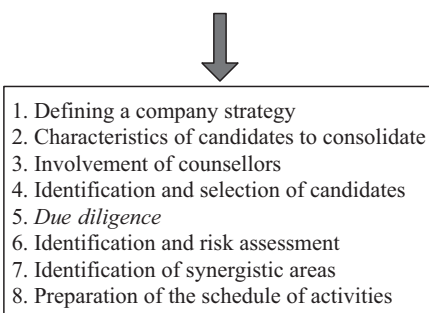 1. Defining a company strategy
2. Characteristics of candidates to consolidate
3. Involvement of counsellors
4. Identification and selection of candidates
5. Due diligence
6. Identification and risk assessment
7. Identification of synergistic areas
8. Preparation of the schedule of activities